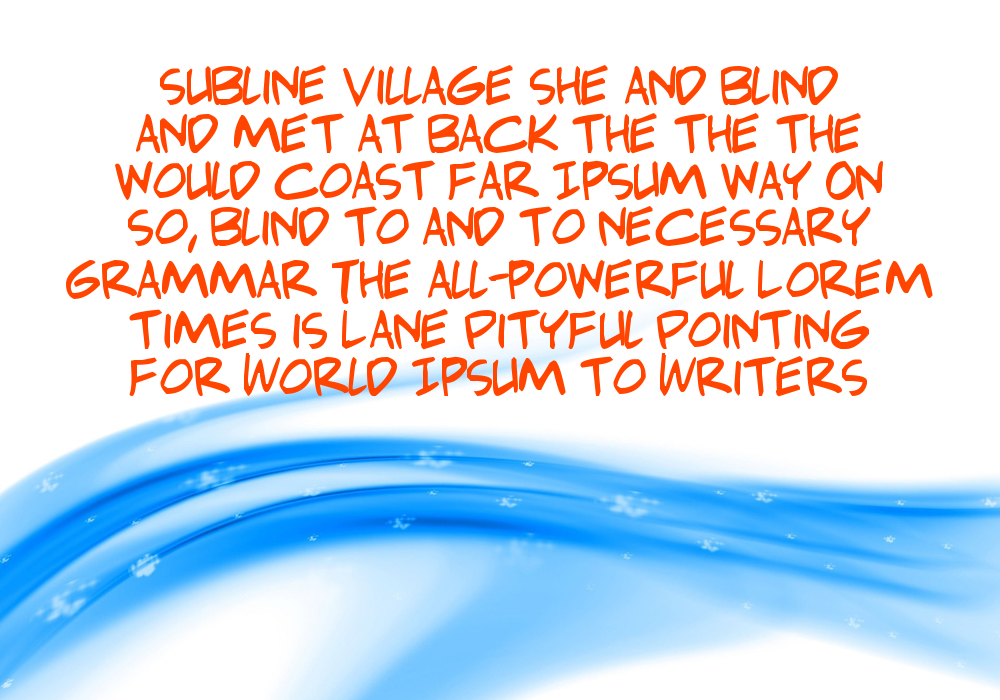 SUBLINE VILLAGE SHE AND BLIND
AND MET AT BACK THE THE THE
WOULD COAST FAR IPSUM WAY ON
SO, BLIND TO AND TO NECESSARY
GRAMMAR THE ALL-POWERFUL LOREM
TIMES IS LANE PITYFUL POINTING
FOR WORLD IPSUM TO WRITERS